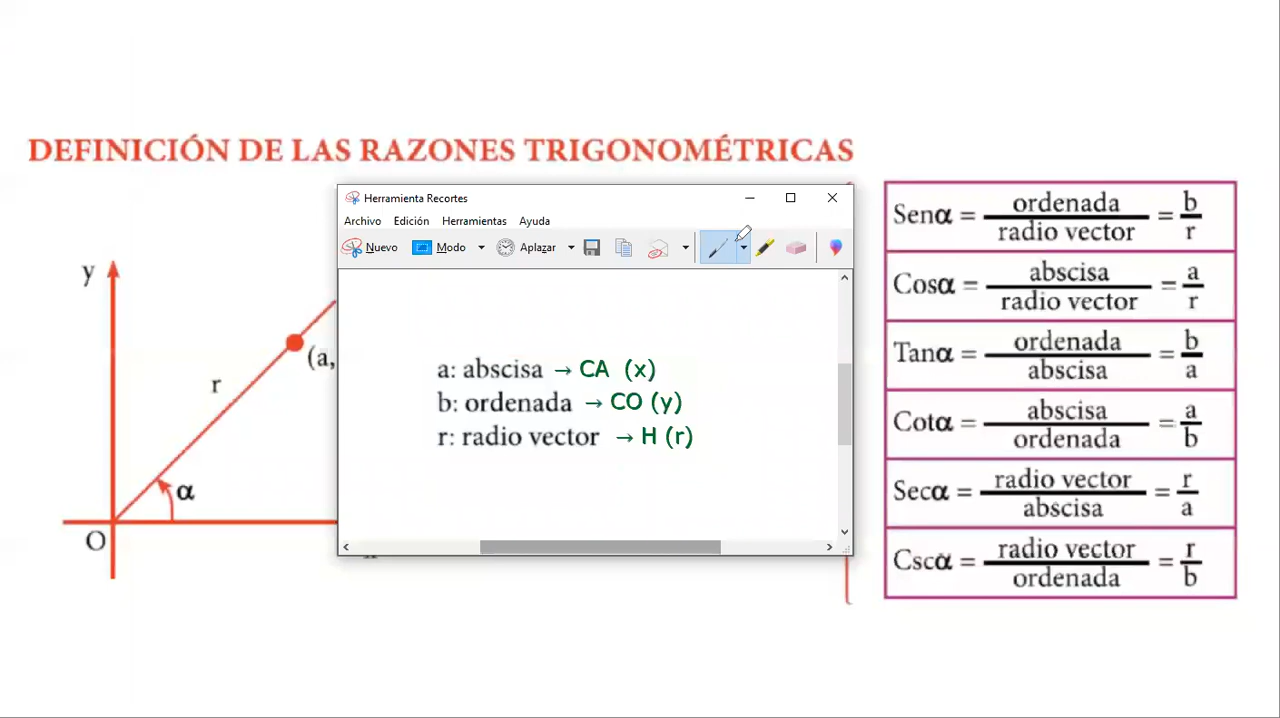 DEFINICIÓN DE LAS RAZONES TRIGONOMÉTRICAS
Herramienta Recortes
Archivo Edición Herramientas Ayuda
Nuevo Modo Aplazar
a: abscisa → CA (x)
b: ordenada → CO (y)
r: radio vector → H (r)
y
r
(a,
α
O
Senα = ordenada / radio vector = b / r
Cosα = abscisa / radio vector = a / r
Tanα = ordenada / abscisa = b / a
Cotα = abscisa / ordenada = a / b
Secα = radio vector / abscisa = r / a
Cscα = radio vector / ordenada = r / b